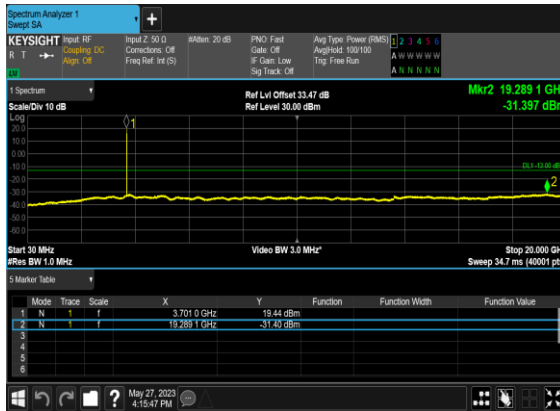 Spectrum Analyzer 1
Swept SA
+
KEYSIGHT Input: RF Input Z: 50 Ω #Atten: 20 dB PNO: Fast Avg Type: Power (RMS) 1 2 3 4 5 6
R T Coupling: DC Corrections: Off Gate: Off Avg|Hold: 100/100 A W W W W W
Align: Off Freq Ref: Int (S) IF Gain: Low Trig: Free Run
Sig Track: Off A N N N N N
1 Spectrum Ref Lvl Offset 33.47 dB Mkr2 19.289 1 GH
Scale/Div 10 dB Ref Level 30.00 dBm -31.397 dB
Log
20.0 1
10.0
0.00
-10.0 DL1 -13.00 dB
-20.0 2
-30.0
-40.0
-50.0
-60.0
Start 30 MHz Video BW 3.0 MHz* Stop 20.000 GH
#Res BW 1.0 MHz Sweep 34.7 ms (40001 pt
5 Marker Table
Mode Trace Scale X Y Function Function Width Function Value
1 N 1 f 3.701 0 GHz 19.44 dBm
2 N 1 f 19.289 1 GHz -31.40 dBm
3
4
5
6
? May 27, 2023
4:15:47 PM